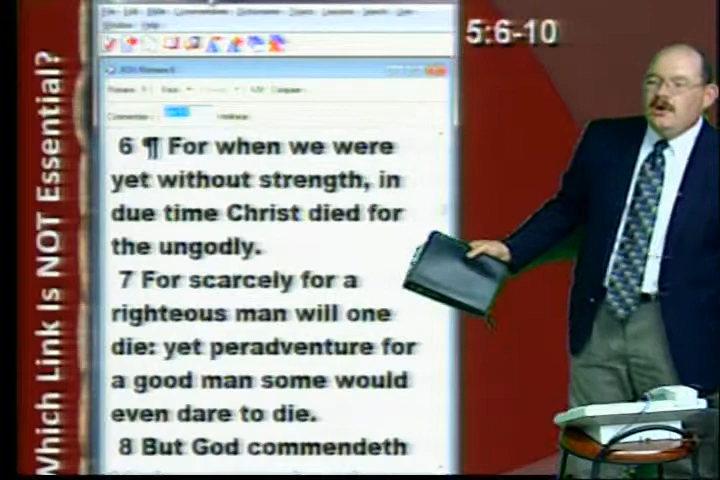 5:6-10
Which Link Is NOT Essential?
6 ¶ For when we were
yet without strength, in
due time Christ died for
the ungodly.
7 For scarcely for a
righteous man will one
die: yet peradventure for
a good man some would
even dare to die.
8 But God commendeth